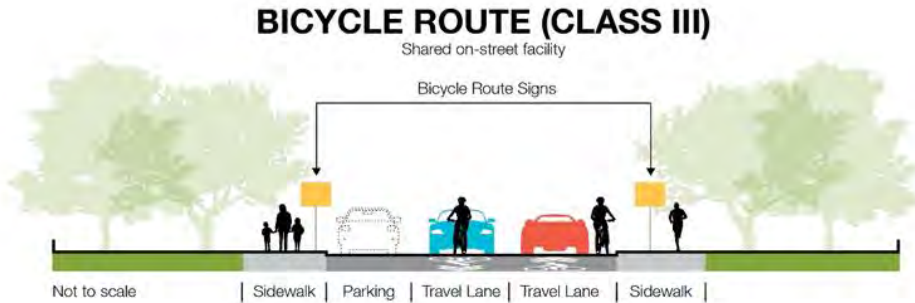 BICYCLE ROUTE (CLASS III)
Shared on-street facility
Bicycle Route Signs
Not to scale | Sidewalk | Parking | Travel Lane | Travel Lane | Sidewalk |